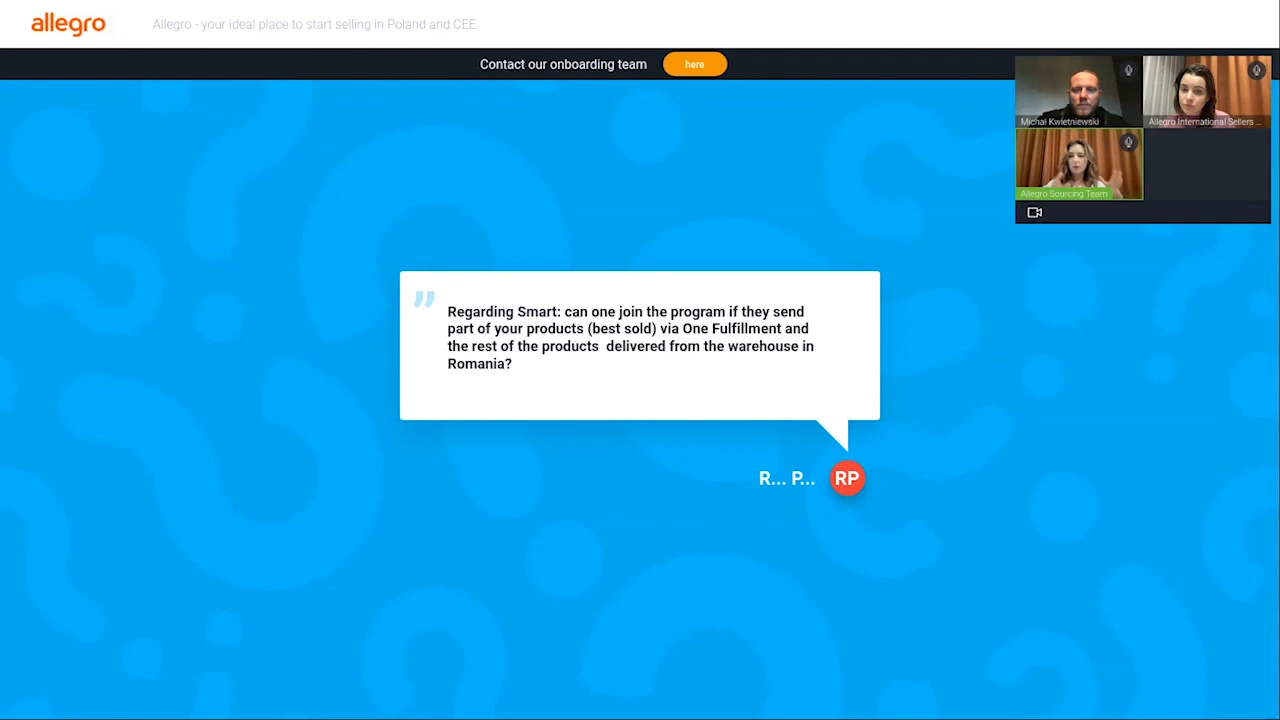 allegro
Allegro - your ideal place to start selling in Poland and CEE
Contact our onboarding team
here
Michał Kwietniewski
Allegro International Sellers ...
Allegro Sourcing Team
”
Regarding Smart: can one join the program if they send
part of your products (best sold) via One Fulfillment and
the rest of the products  delivered from the warehouse in
Romania?
R... P...
RP